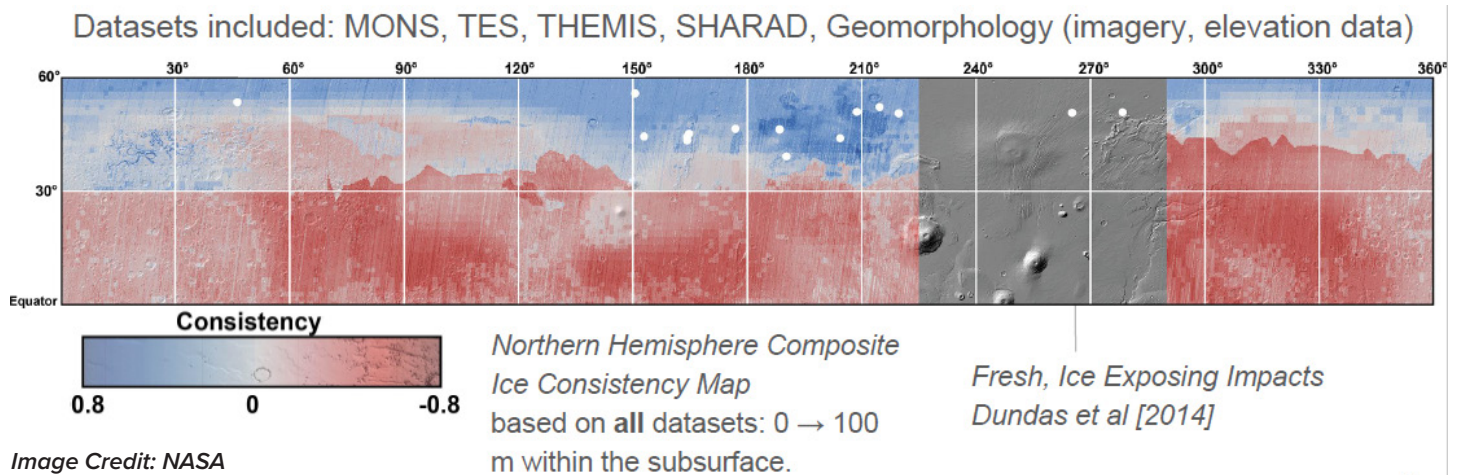 Datasets included: MONS, TES, THEMIS, SHARAD, Geomorphology (imagery, elevation data)
30° 60° 90° 120° 150° 180° 210° 240° 270° 300° 330° 360°
60°
30°
Equator
Consistency
0.8 0 -0.8
Northern Hemisphere Composite
Ice Consistency Map
based on all datasets: 0 → 100
m within the subsurface.
Fresh, Ice Exposing Impacts
Dundas et al [2014]
Image Credit: NASA